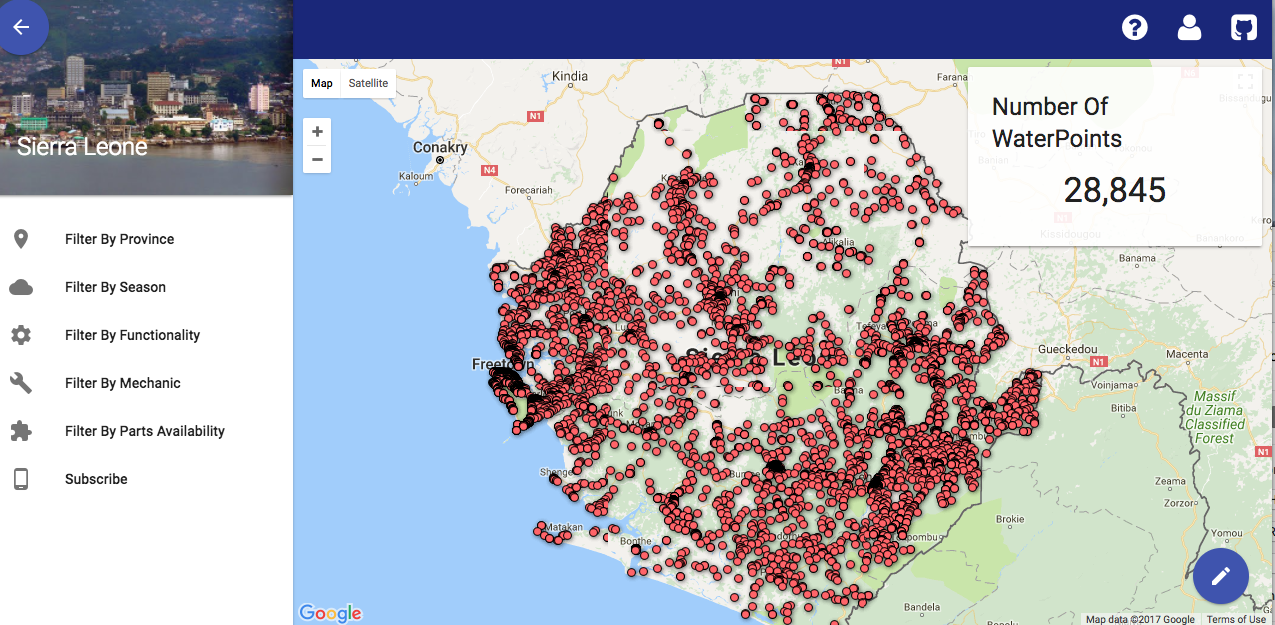 Sierra Leone
Filter By Province
Filter By Season
Filter By Functionality
Filter By Mechanic
Filter By Parts Availability
Subscribe
Map
Satellite
+
−
Number Of
WaterPoints
28,845
Kindia
N1
Farana
N1
Conakry
N4
Kaloum
Forecariah
Kissidougou
Banama
Gueckedou
N1
Macenta
Voinjama
Bitiba
Massif
du Ziama
Classified
Forest
N1
Freetown
Shenge
Matakan
Bonthe
Zeama
Zorzor
Brokie
Yomou
Bandela
Google
Map data ©2017 Google
Terms of Use